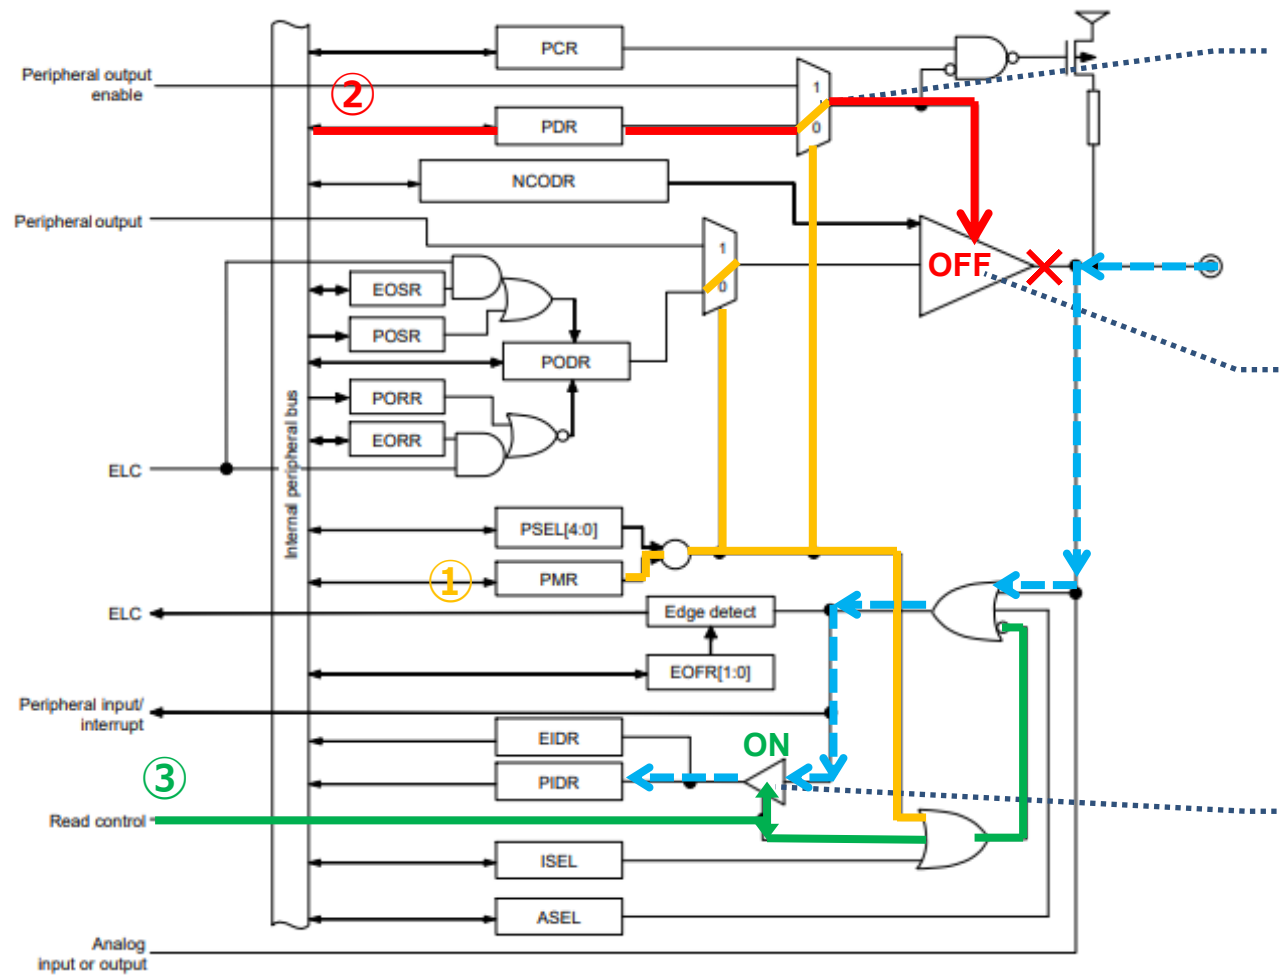 PCR
Peripheral output
enable
②
1
PDR
0
NCODR
Peripheral output
1
OFF
EOSR
0
POSR
PODR
PORR
EORR
Internal peripheral bus
ELC
PSEL[4:0]
①
PMR
ELC
Edge detect
EOFR[1:0]
Peripheral input/
interrupt
EIDR
ON
③
PIDR
Read control
ISEL
ASEL
Analog
input or output